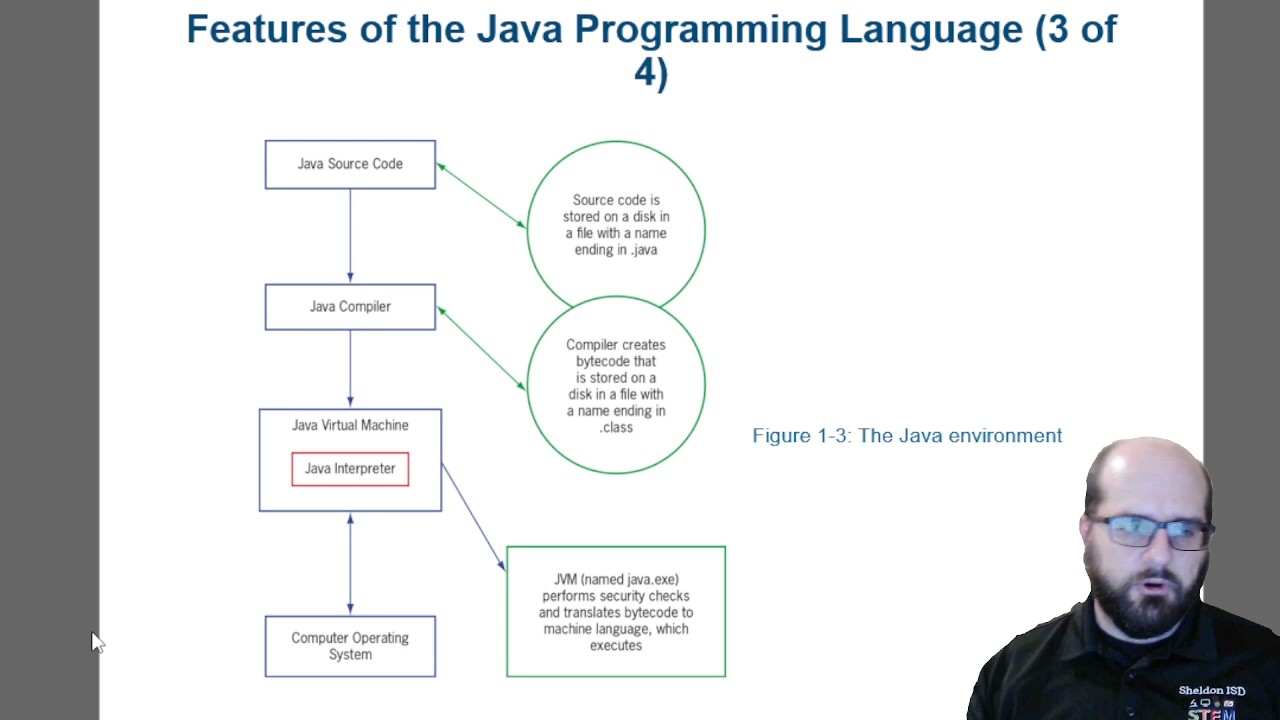 Features of the Java Programming Language (3 of
4)
Java Source Code
Source code is
stored on a disk in
a file with a name
ending in .java
Java Compiler
Compiler creates
bytecode that
is stored on a
disk in a file with
a name ending in
.class
Java Virtual Machine
Java Interpreter
Figure 1-3: The Java environment
JVM (named java.exe)
performs security checks
and translates bytecode to
machine language, which
executes
Computer Operating
System
Sheldon ISD
STEM